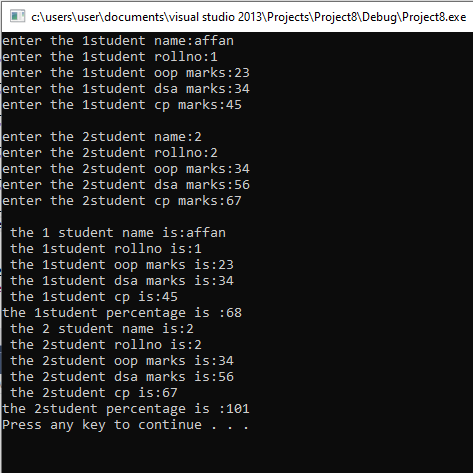 c:\users\user\documents\visual studio 2013\Projects\Project8\Debug\Project8.exe
enter the 1student name:affan
enter the 1student rollno:1
enter the 1student oop marks:23
enter the 1student dsa marks:34
enter the 1student cp marks:45
enter the 2student name:2
enter the 2student rollno:2
enter the 2student oop marks:34
enter the 2student dsa marks:56
enter the 2student cp marks:67
the 1 student name is:affan
the 1student rollno is:1
the 1student oop marks is:23
the 1student dsa marks is:34
the 1student cp is:45
the 1student percentage is :68
the 2 student name is:2
the 2student rollno is:2
the 2student oop marks is:34
the 2student dsa marks is:56
the 2student cp is:67
the 2student percentage is :101
Press any key to continue . . .